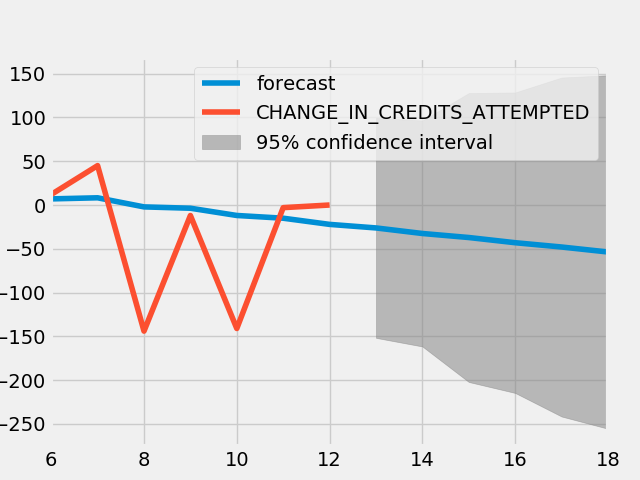 forecast
CHANGE_IN_CREDITS_ATTEMPTED
95% confidence interval
150
100
50
0
−50
−100
−150
−200
−250
6 8 10 12 14 16 18